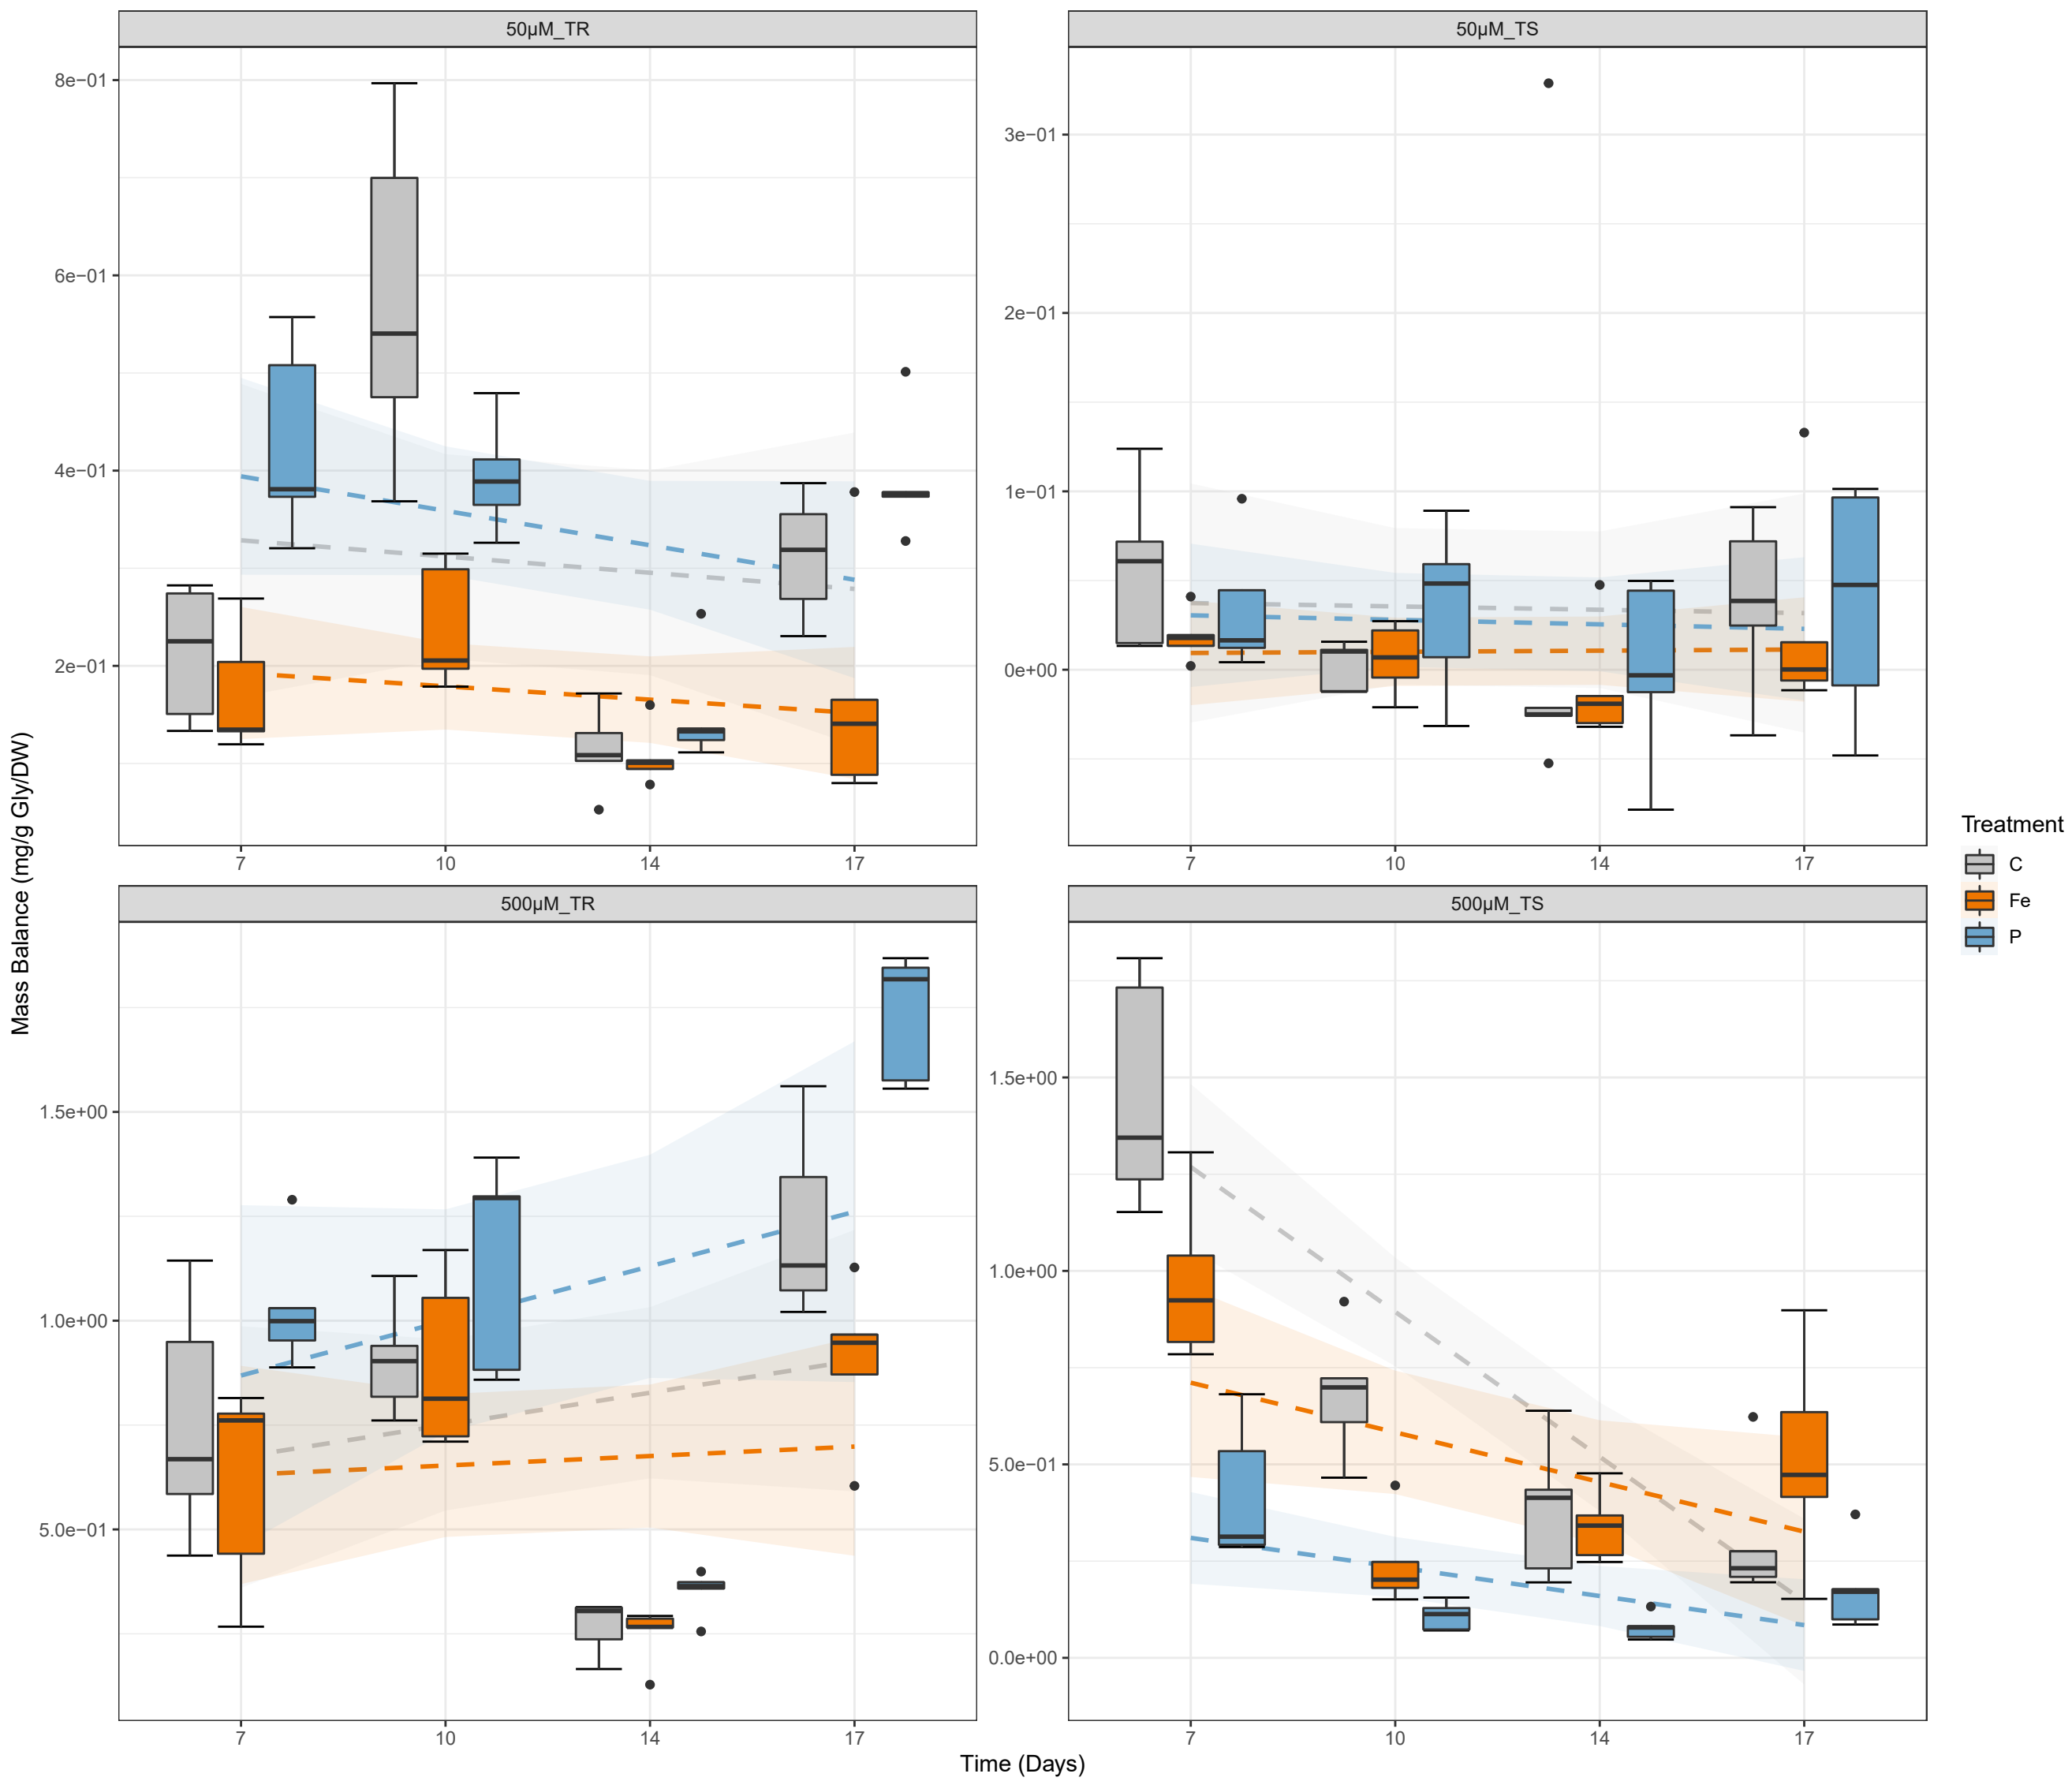 50µM_TR
8e−01
6e−01
4e−01
2e−01
7 10 14 17
50µM_TS
3e−01
2e−01
1e−01
0e+00
7 10 14 17
Mass Balance (mg/g Gly/DW)
500µM_TR
1.5e+00
1.0e+00
5.0e−01
7 10 14 17
500µM_TS
1.5e+00
1.0e+00
5.0e−01
0.0e+00
7 10 14 17
Time (Days)
Treatment
C
Fe
P